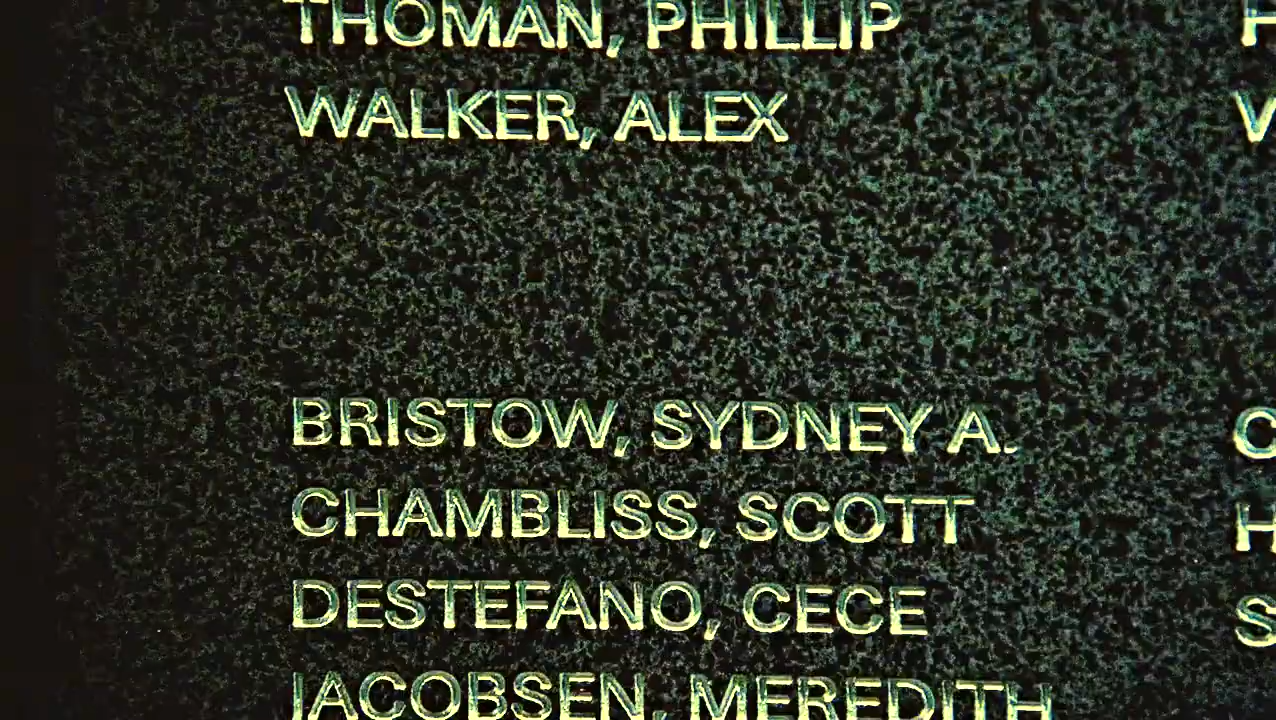 THOMAN, PHILLIP
WALKER, ALEX
BRISTOW, SYDNEY A.
CHAMBLISS, SCOTT
DESTEFANO, CECE
JACOBSEN, MEREDITH